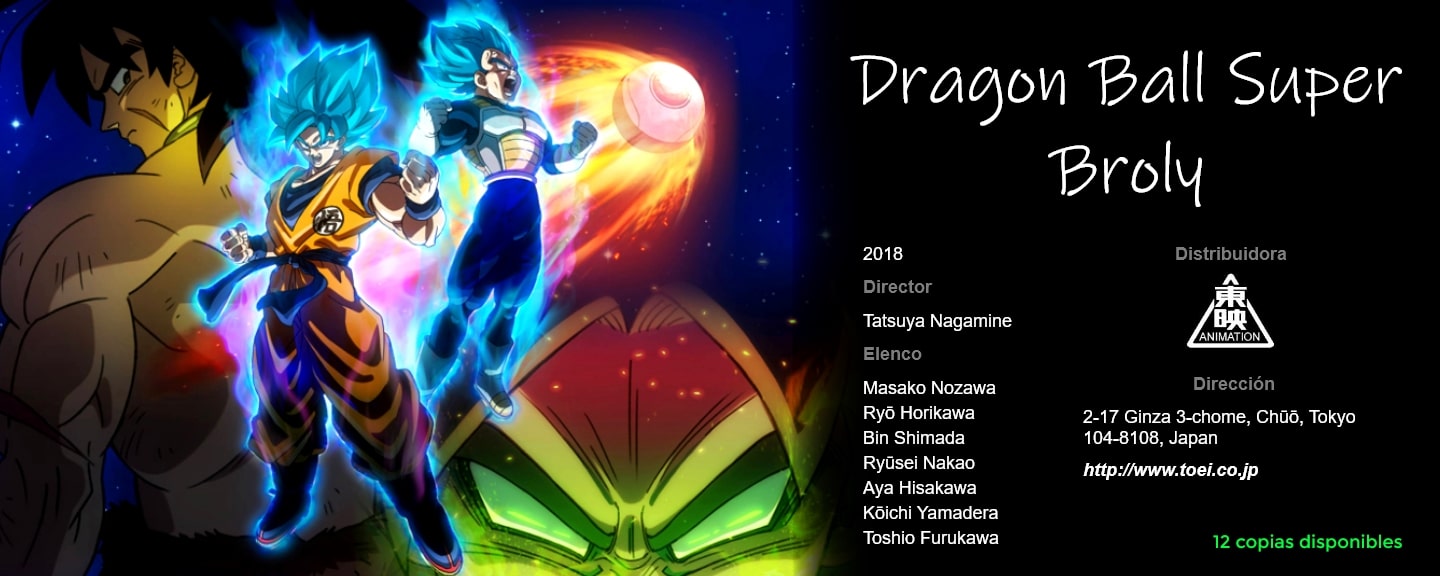 Dragon Ball Super
Broly
2018
Director
Tatsuya Nagamine
Elenco
Masako Nozawa
Ryō Horikawa
Bin Shimada
Ryūsei Nakao
Aya Hisakawa
Kōichi Yamadera
Toshio Furukawa
Distribuidora
東
映
ANIMATION
Dirección
2-17 Ginza 3-chome, Chūō, Tokyo
104-8108, Japan
http://www.toei.co.jp
12 copias disponibles
悟